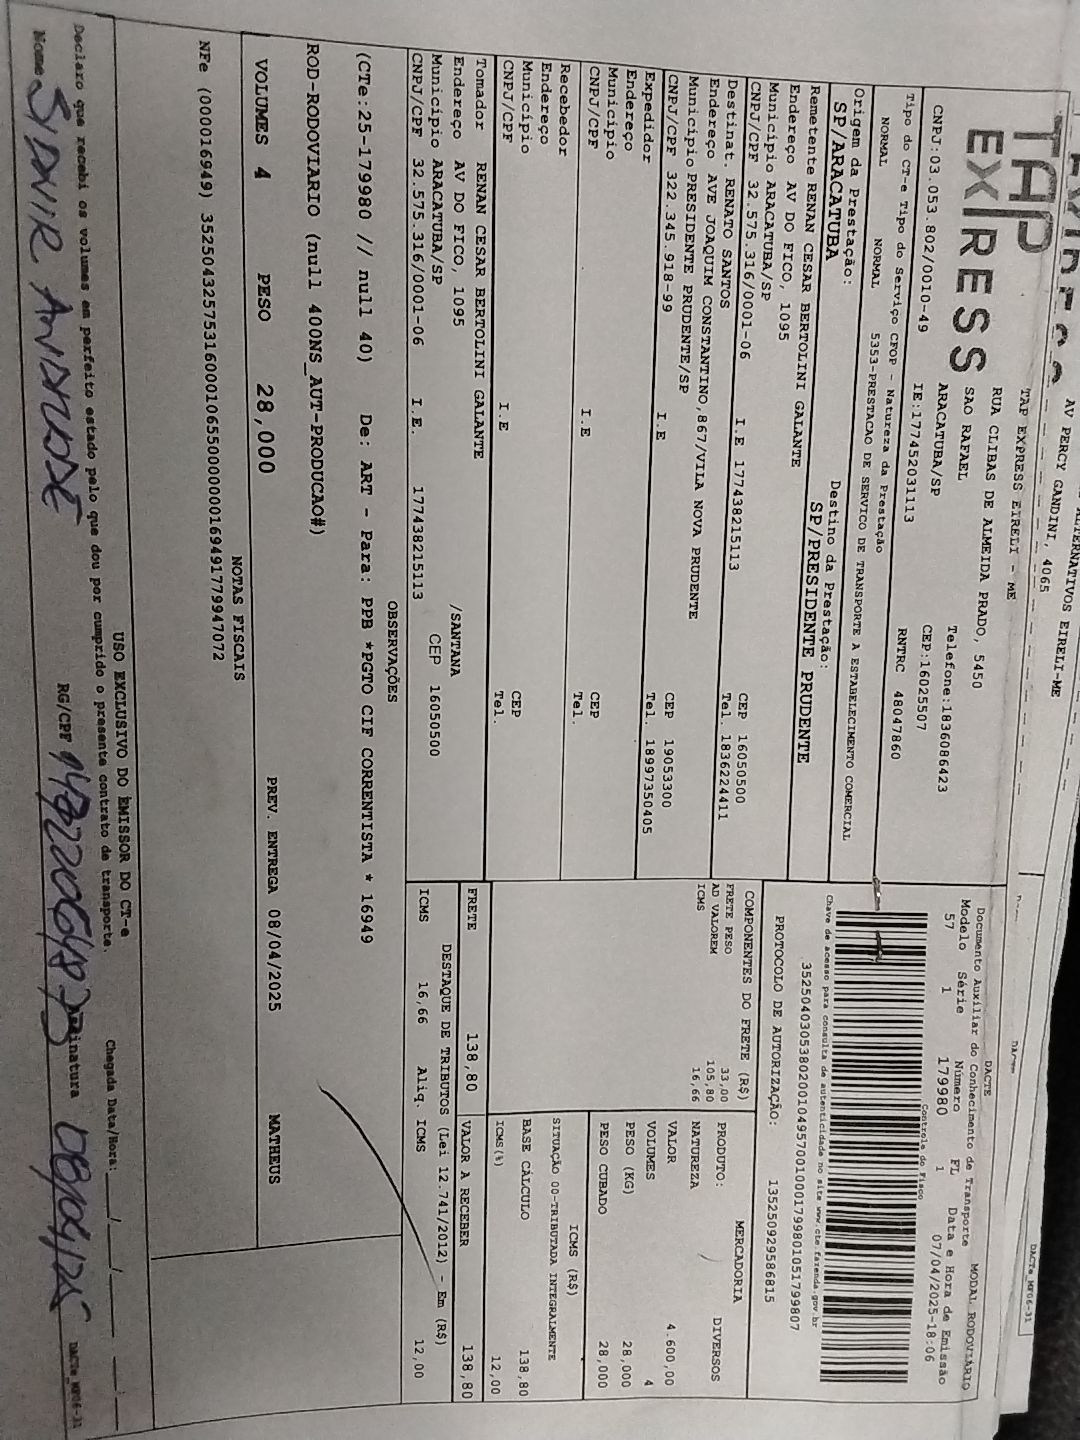 ALTERNATIVOS EIRELI-ME
AV PERCY GANDINI, 4065
DACTe MF06-31
TAP
EX/RESS
TAP EXPRESS EIRELI - ME
RUA CLIBAS DE ALMEIDA PRADO, 5450
SAO RAFAEL
Telefone:1836086423
ARACATUBA/SP
CEP:16025507
CNPJ:03.053.802/0010-49
IE:177452031113
RNTRC 48047860
DACTE
Documento Auxiliar do Conhecimento de Transporte
MODAL RODOVIARIO
Modelo Série Número FL Data e Hora de Emissão
57 1 179980 1 07/04/2025-18:06
Controle do Fisco
Tipo do CT-e Tipo do Serviço CFOP - Natureza da Prestação
NORMAL NORMAL 5353-PRESTACAO DE SERVICO DE TRANSPORTE A ESTABELECIMENTO COMERCIAL
Chave de acesso para consulta de autenticidade no site www.cte.fazenda.gov.br
35250403053802001049570010001799801051799807
Origem da Prestação: Destino da Prestação:
SP/ARACATUBA SP/PRESIDENTE PRUDENTE
PROTOCOLO DE AUTORIZAÇÃO: 135250929586815
Remetente RENAN CESAR BERTOLINI GALANTE
Endereço AV DO FICO, 1095
Município ARACATUBA/SP CEP 16050500
CNPJ/CPF 32.575.316/0001-06 I.E 177438215113 Tel. 1836224411
Destinat. RENATO SANTOS
Endereço AVE JOAQUIM CONSTANTINO,867/VILA NOVA PRUDENTE
Município PRESIDENTE PRUDENTE/SP CEP 19053300
CNPJ/CPF 322.345.918-99 I.E Tel. 18997350405
Expedidor
Endereço
Município CEP
CNPJ/CPF I.E Tel.
Recebedor
Endereço
Município CEP
CNPJ/CPF I.E Tel.
Tomador RENAN CESAR BERTOLINI GALANTE
Endereço AV DO FICO, 1095 /SANTANA
Município ARACATUBA/SP CEP 16050500
CNPJ/CPF 32.575.316/0001-06 I.E. 177438215113
COMPONENTES DO FRETE (R$)
FRETE PESO 33,00
AD VALOREM 105,80
ICMS 16,66
MERCADORIA
PRODUTO: DIVERSOS
NATUREZA
VALOR 4.600,00
VOLUMES 4
PESO (KG) 28,000
PESO CUBADO 28,000
ICMS (R$)
SITUAÇÃO 00-TRIBUTADA INTEGRALMENTE
BASE CÁLCULO 138,80
ICMS(%) 12,00
FRETE 138,80 VALOR A RECEBER 138,80
DESTAQUE DE TRIBUTOS (Lei 12.741/2012) - Em (R$)
ICMS 16,66 Aliq. ICMS 12,00
OBSERVAÇÕES
(CTe:25-179980 // null 40) De: ART - Para: PPB *PGTO CIF CORRENTISTA * 16949
ROD-RODOVIARIO (null 400NS_AUT-PRODUCAO#)
VOLUMES 4 PESO 28,000 PREV. ENTREGA 08/04/2025 MATHEUS
NOTAS FISCAIS
NFe (000016949) 35250432575316000106550000000169491779947072
USO EXCLUSIVO DO EMISSOR DO CT-e
Declaro que recebi os volumes em perfeito estado pelo que dou por cumprido o presente contrato de transporte.
Chegada Data/Hora: __/__/__ __:__
Nome SIDNIR ANDRADE RG/CPF Assinatura 08/04/25
DACTe_MF06-31